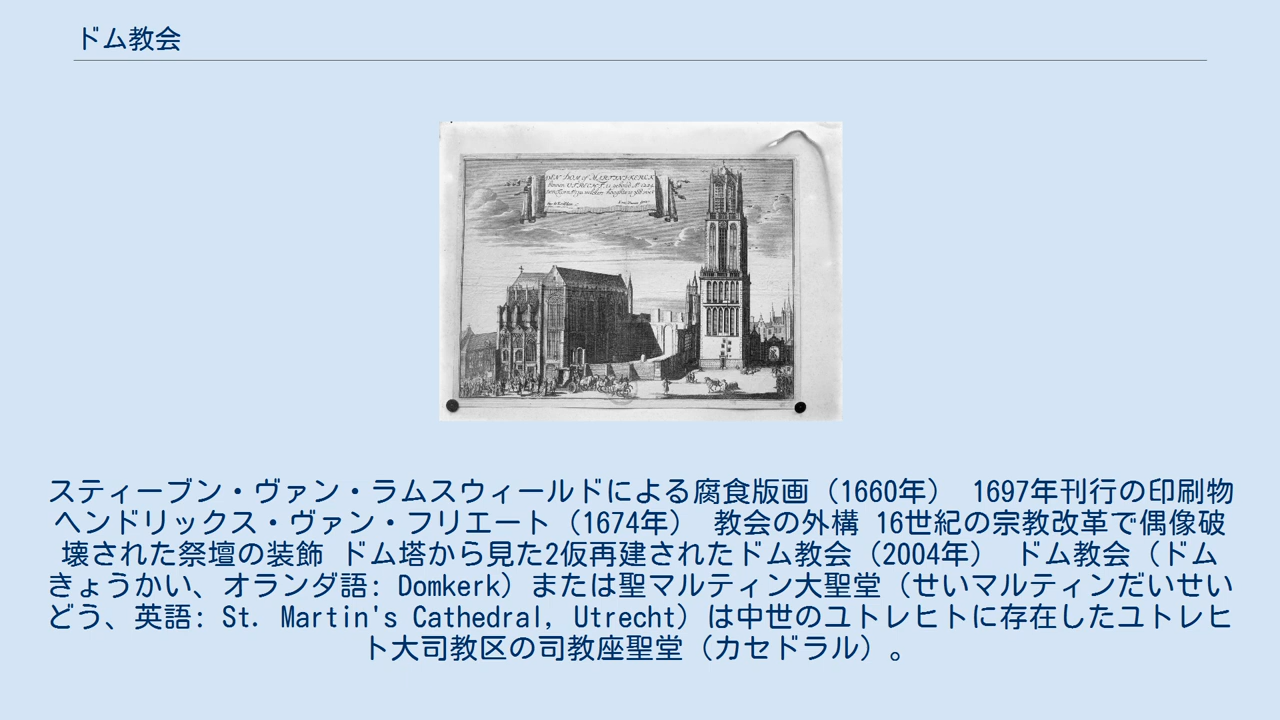 ドム教会
スティーブン・ヴァン・ラムスウィールドによる腐食版画（1660年） 1697年刊行の印刷物
ヘンドリックス・ヴァン・フリエート（1674年） 教会の外構 16世紀の宗教改革で偶像破
壊された祭壇の装飾 ドム塔から見た2仮再建されたドム教会（2004年） ドム教会（ドム
きょうかい、オランダ語: Domkerk）または聖マルティン大聖堂（せいマルティンだいせい
どう、英語: St. Martin's Cathedral, Utrecht）は中世のユトレヒトに存在したユトレヒ
ト大司教区の司教座聖堂（カセドラル）。